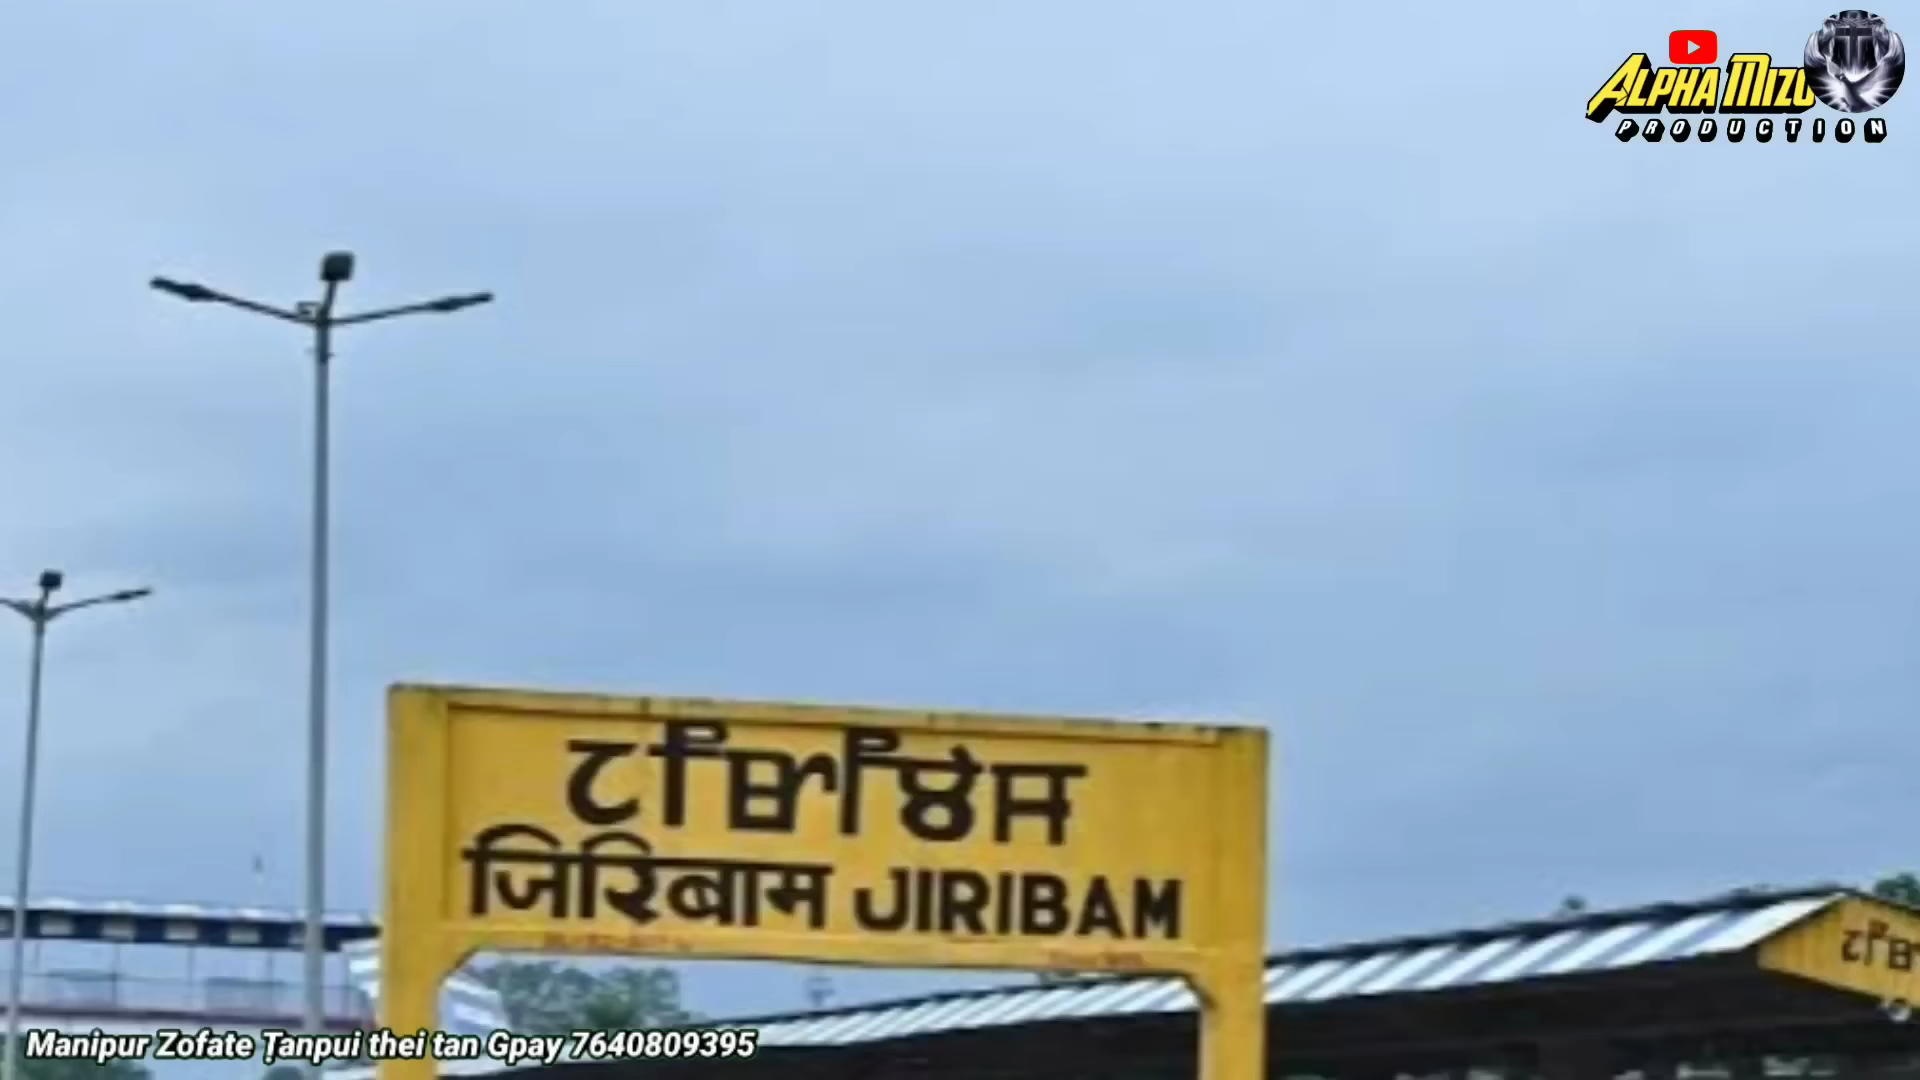 ALPHA MIZO
PRODUCTION
ꯖꯤꯔꯤꯕꯥꯝ
जिरिबाम JIRIBAM
Manipur Zofate Ṭanpui thei tan Gpay 7640809395